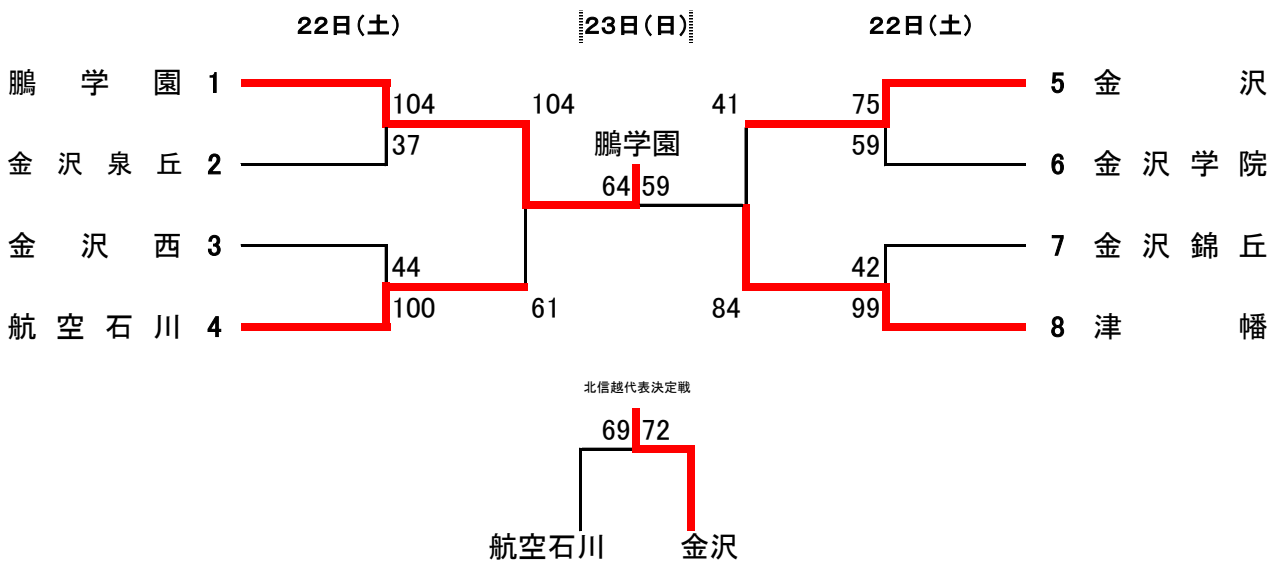 22日(土) 23日(日) 22日(土)
鵬学園 1 104 104 41 75 5 金沢
37 鵬学園 59
金沢泉丘 2 6 金沢学院
64 59
金沢西 3 7 金沢錦丘
44 42
100 61 84 99
航空石川 4 8 津幡
北信越代表決定戦
69 72
航空石川 金沢